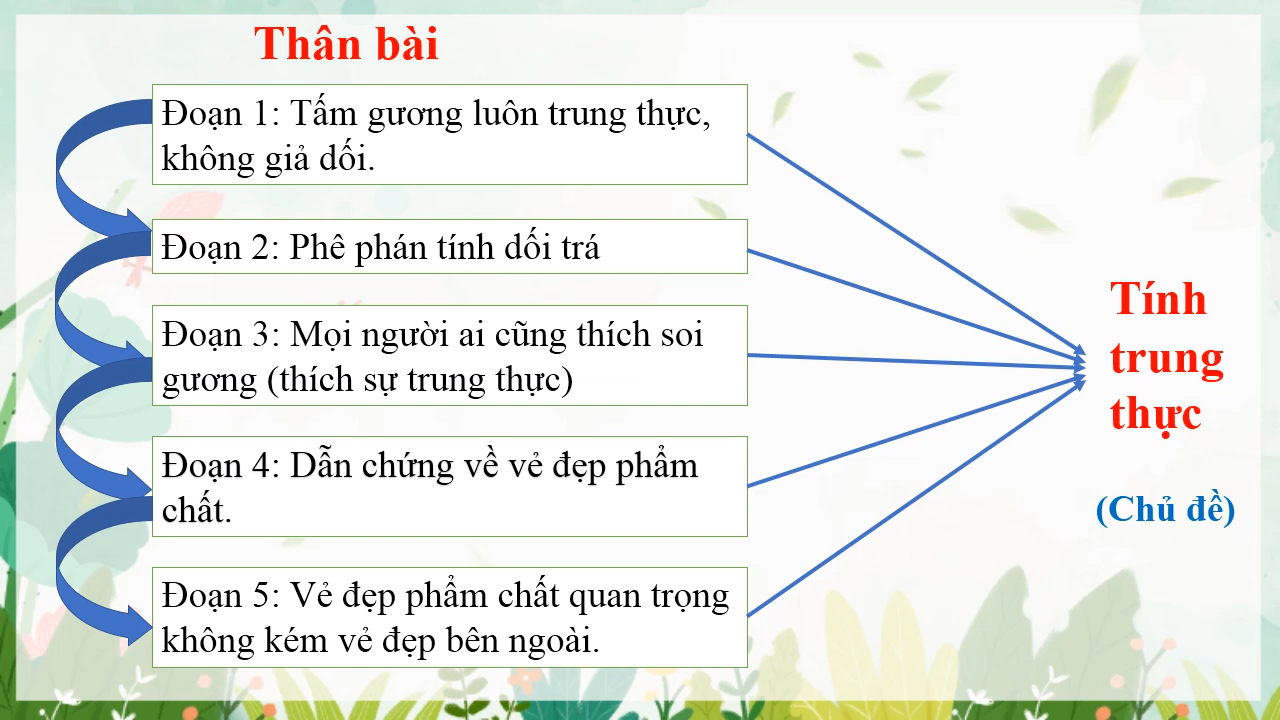 Thân bài
Đoạn 1: Tấm gương luôn trung thực,
không giả dối.
Đoạn 2: Phê phán tính dối trá
Đoạn 3: Mọi người ai cũng thích soi
gương (thích sự trung thực)
Đoạn 4: Dẫn chứng về vẻ đẹp phẩm
chất.
Đoạn 5: Vẻ đẹp phẩm chất quan trọng
không kém vẻ đẹp bên ngoài.
Tính
trung
thực
(Chủ đề)